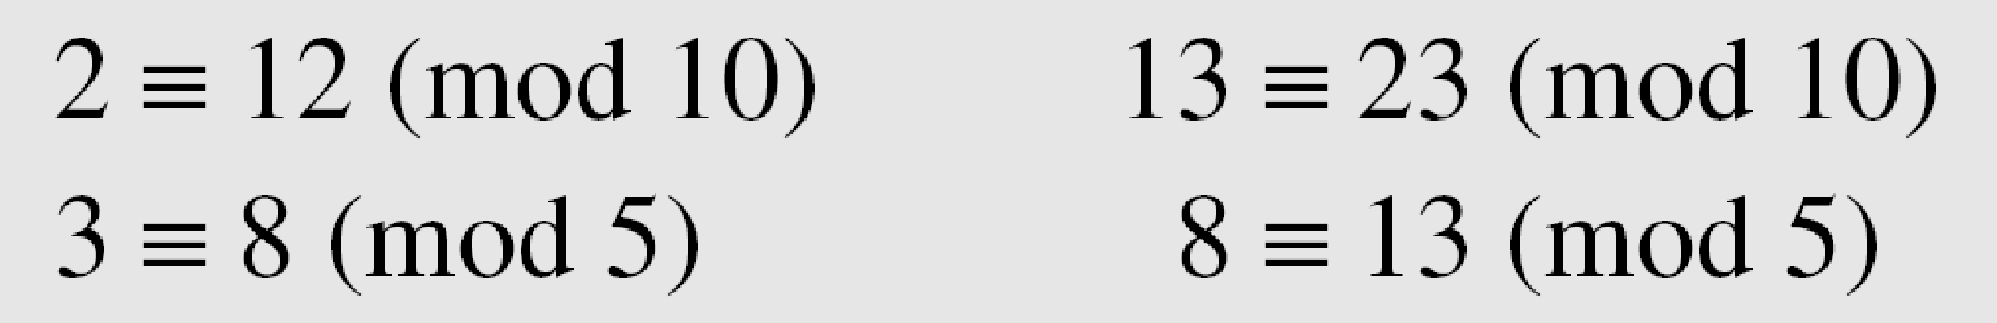 2 ≡ 12 (mod 10) 13 ≡ 23 (mod 10)
3 ≡ 8 (mod 5) 8 ≡ 13 (mod 5)